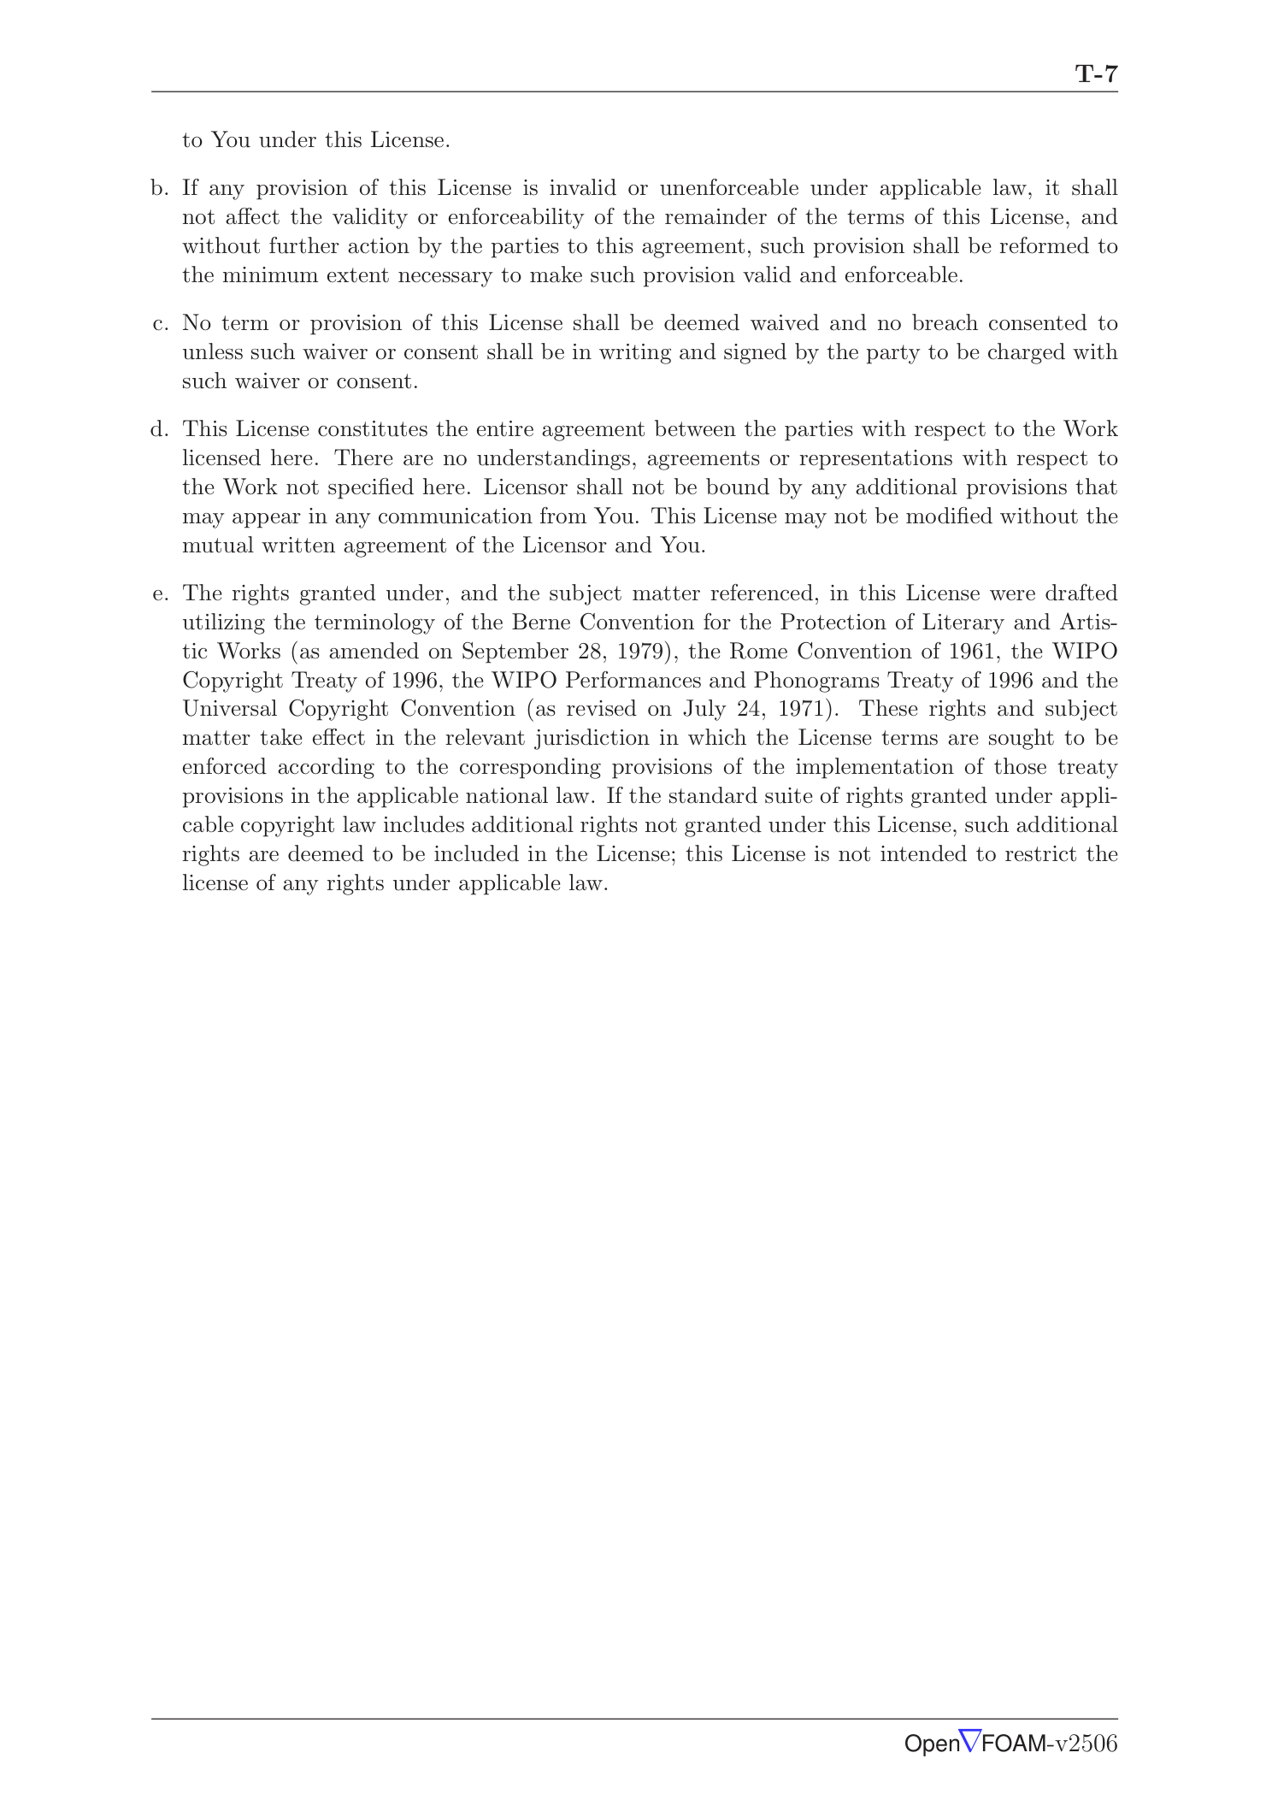 T-7
to You under this License.
b. If any provision of this License is invalid or unenforceable under applicable law, it shall
not affect the validity or enforceability of the remainder of the terms of this License, and
without further action by the parties to this agreement, such provision shall be reformed to
the minimum extent necessary to make such provision valid and enforceable.
c. No term or provision of this License shall be deemed waived and no breach consented to
unless such waiver or consent shall be in writing and signed by the party to be charged with
such waiver or consent.
d. This License constitutes the entire agreement between the parties with respect to the Work
licensed here. There are no understandings, agreements or representations with respect to
the Work not specified here. Licensor shall not be bound by any additional provisions that
may appear in any communication from You. This License may not be modified without the
mutual written agreement of the Licensor and You.
e. The rights granted under, and the subject matter referenced, in this License were drafted
utilizing the terminology of the Berne Convention for the Protection of Literary and Artis-
tic Works (as amended on September 28, 1979), the Rome Convention of 1961, the WIPO
Copyright Treaty of 1996, the WIPO Performances and Phonograms Treaty of 1996 and the
Universal Copyright Convention (as revised on July 24, 1971). These rights and subject
matter take effect in the relevant jurisdiction in which the License terms are sought to be
enforced according to the corresponding provisions of the implementation of those treaty
provisions in the applicable national law. If the standard suite of rights granted under appli-
cable copyright law includes additional rights not granted under this License, such additional
rights are deemed to be included in the License; this License is not intended to restrict the
license of any rights under applicable law.
Open∇FOAM-v2506